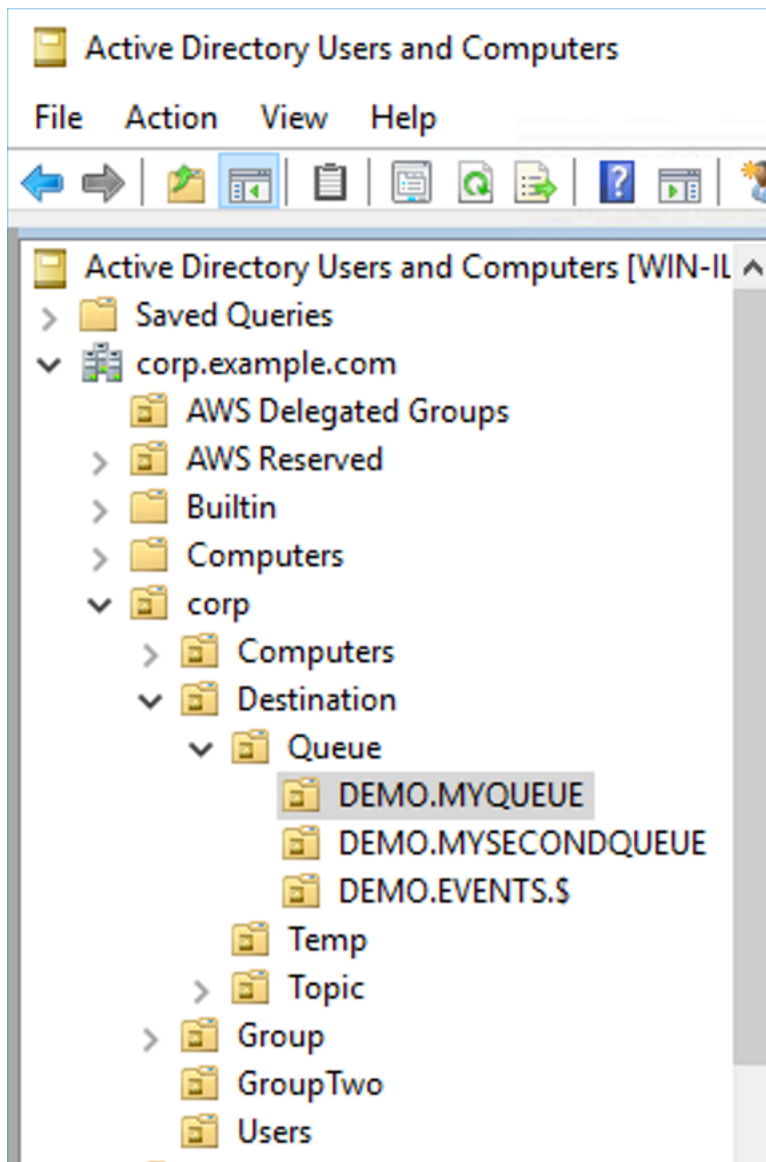 Active Directory Users and Computers
File Action View Help
Active Directory Users and Computers [WIN-IL
Saved Queries
corp.example.com
AWS Delegated Groups
AWS Reserved
Builtin
Computers
corp
Computers
Destination
Queue
DEMO.MYQUEUE
DEMO.MYSECONDQUEUE
DEMO.EVENTS.$
Temp
Topic
Group
GroupTwo
Users